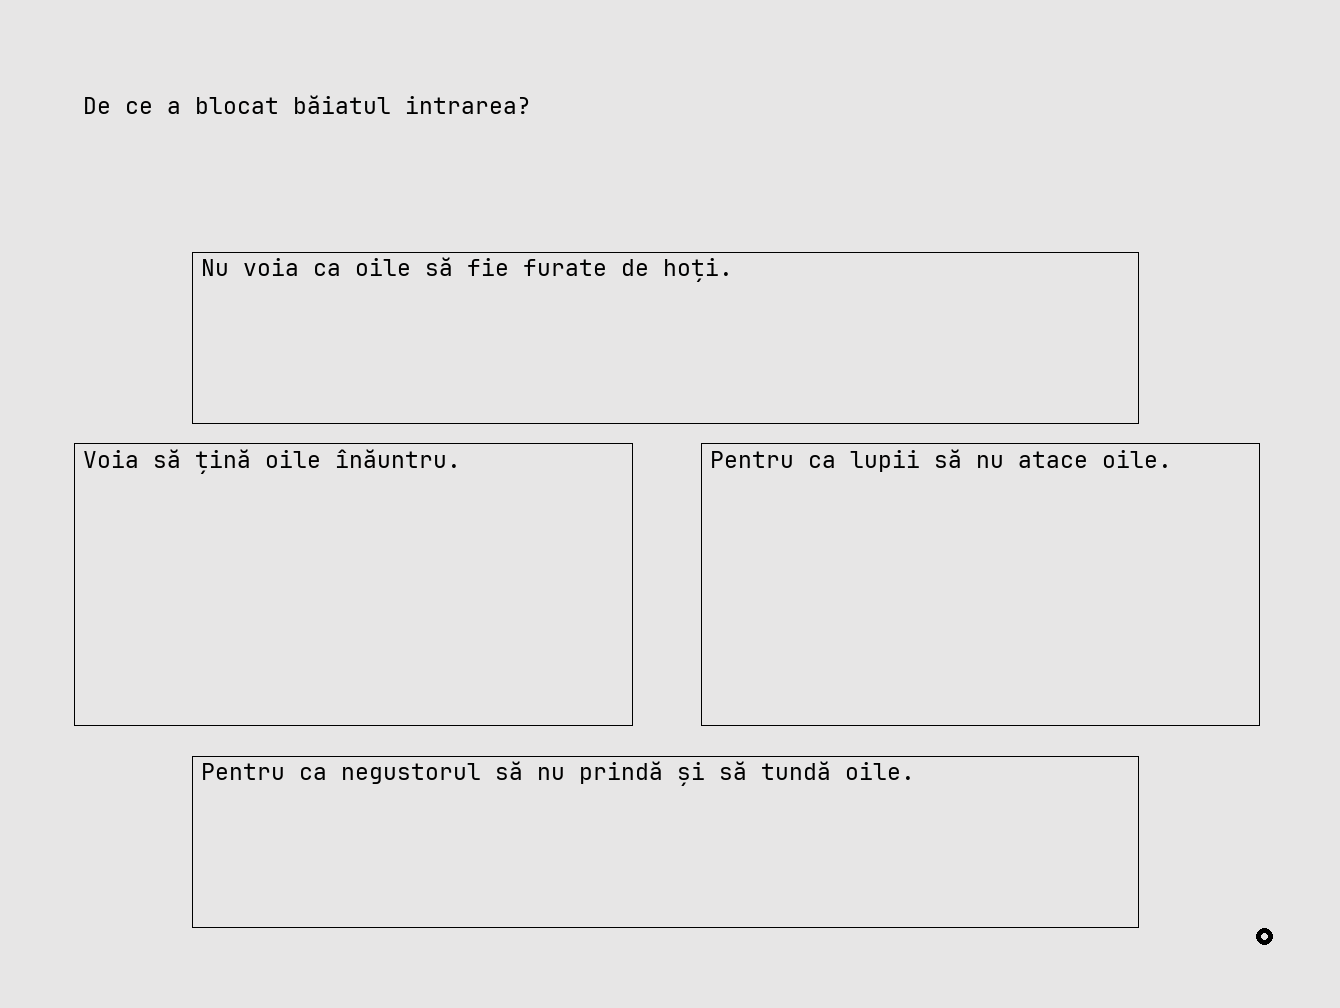 De ce a blocat băiatul intrarea?
Nu voia ca oile să fie furate de hoți.
Voia să țină oile înăuntru.
Pentru ca lupii să nu atace oile.
Pentru ca negustorul să nu prindă și să tundă oile.